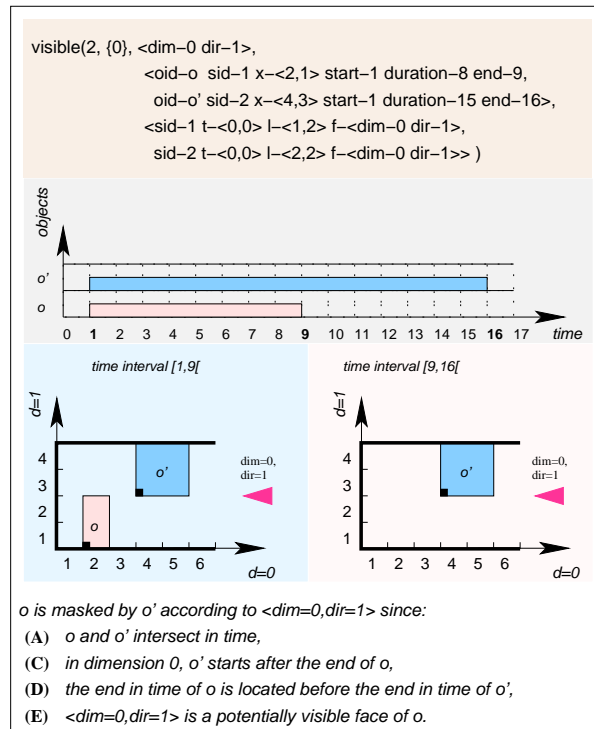 visible(2, {0}, <dim−0 dir−1>,
<oid−o sid−1 x−<2,1> start−1 duration−8 end−9,
oid−o’ sid−2 x−<4,3> start−1 duration−15 end−16>,
<sid−1 t−<0,0> l−<1,2> f−<dim−0 dir−1>,
sid−2 t−<0,0> l−<2,2> f−<dim−0 dir−1>> )
objects
o’
o
0 1 2 3 4 5 6 7 8 9 10 11 12 13 14 15 16 17 time
time interval [1,9[
d=1
4
3
2
1
o’
o
dim=0,
dir=1
1 2 3 4 5 6
d=0
time interval [9,16[
d=1
4
3
2
1
o’
dim=0,
dir=1
1 2 3 4 5 6
d=0
o is masked by o’ according to <dim=0,dir=1> since:
(A) o and o’ intersect in time,
(C) in dimension 0, o’ starts after the end of o,
(D) the end in time of o is located before the end in time of o’,
(E) <dim=0,dir=1> is a potentially visible face of o.